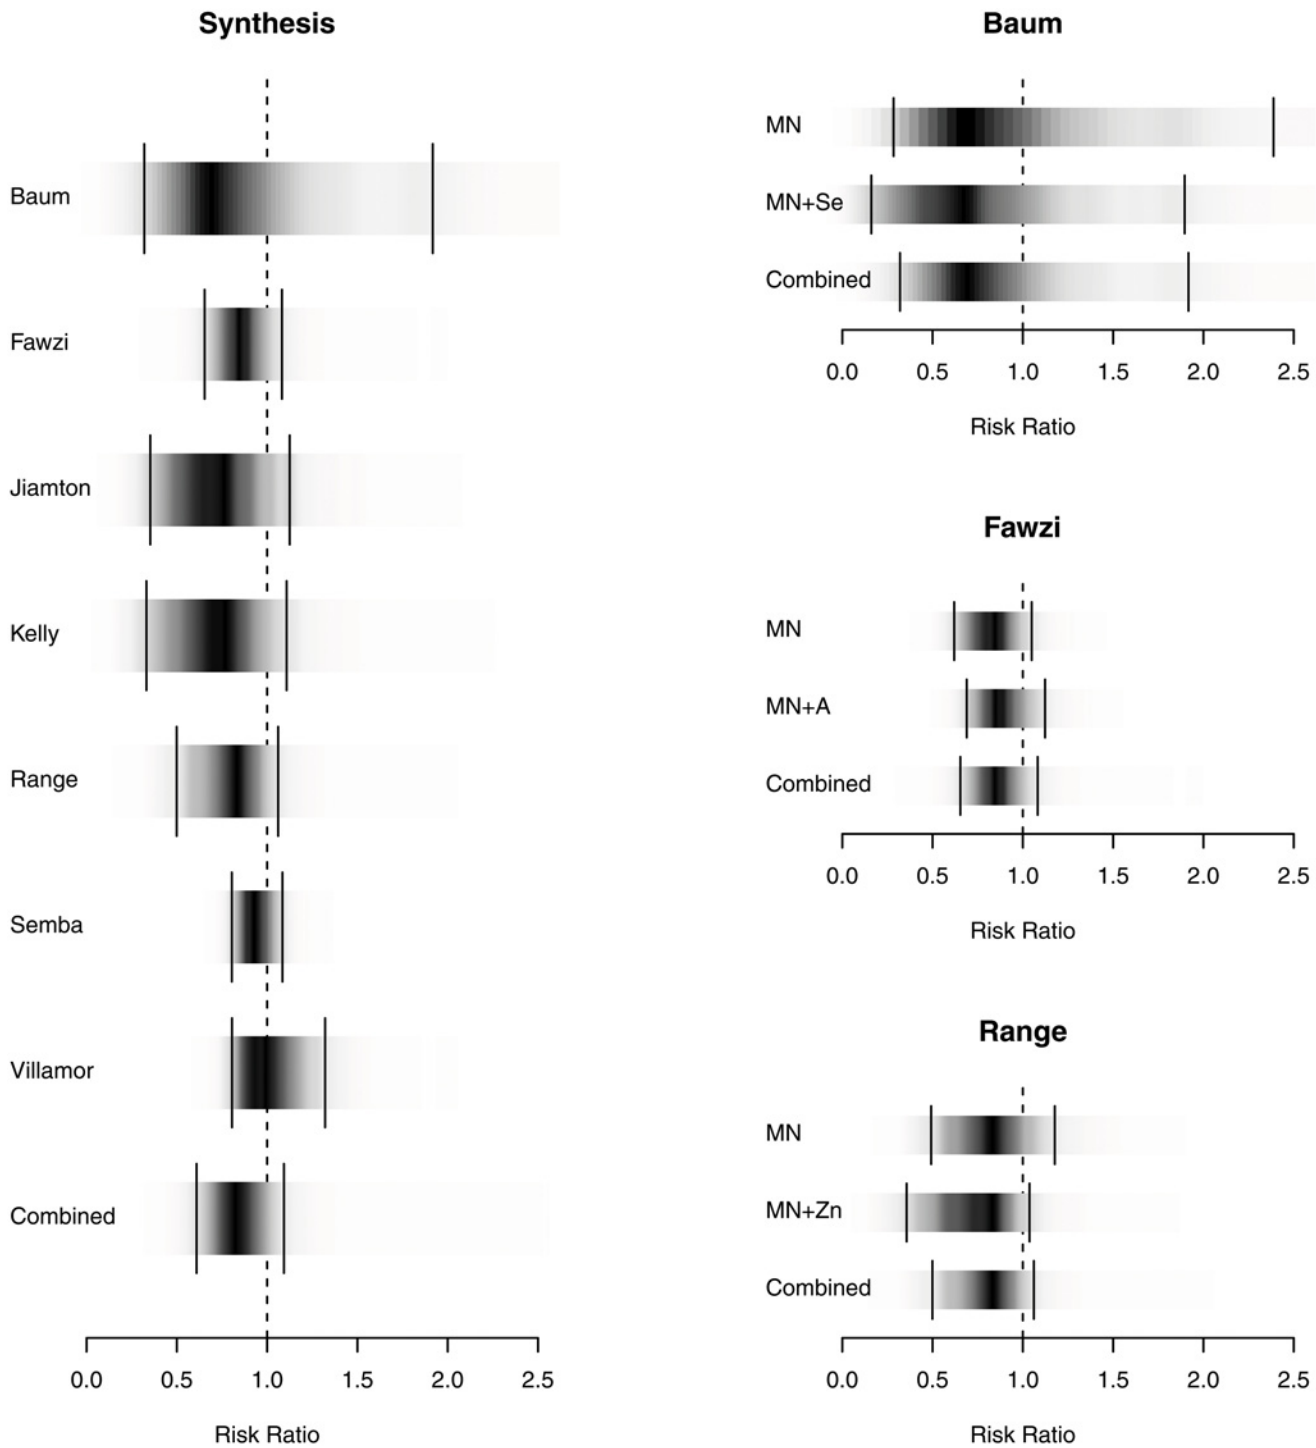 Synthesis
Baum
Fawzi
Jiamton
Kelly
Range
Semba
Villamor
Combined
0.0 0.5 1.0 1.5 2.0 2.5
Risk Ratio
Baum
MN
MN+Se
Combined
0.0 0.5 1.0 1.5 2.0 2.5
Risk Ratio
Fawzi
MN
MN+A
Combined
0.0 0.5 1.0 1.5 2.0 2.5
Risk Ratio
Range
MN
MN+Zn
Combined
0.0 0.5 1.0 1.5 2.0 2.5
Risk Ratio